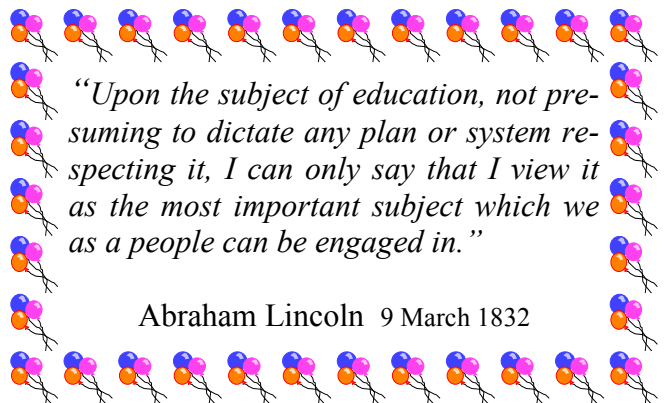 “Upon the subject of education, not pre-
suming to dictate any plan or system re-
specting it, I can only say that I view it
as the most important subject which we
as a people can be engaged in.”
Abraham Lincoln 9 March 1832